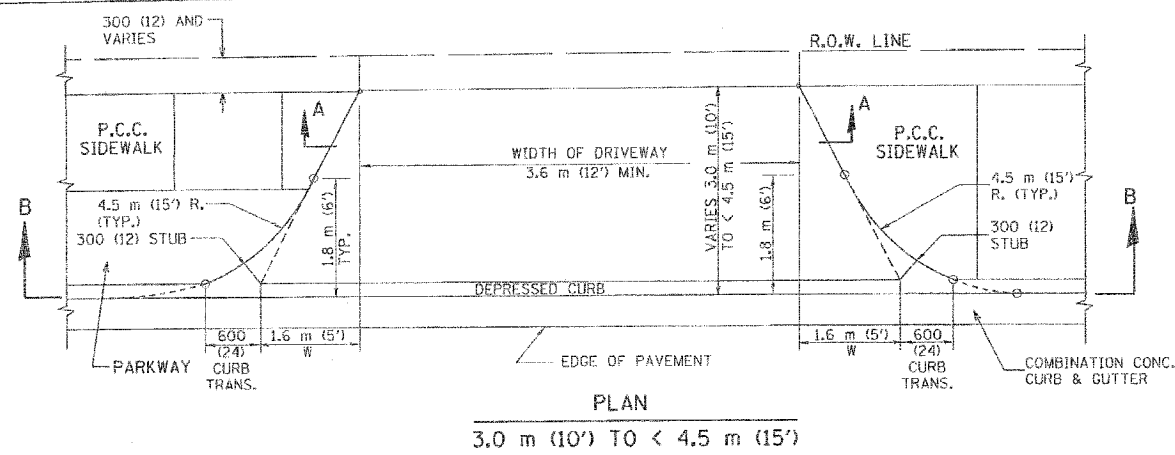 300 (12) AND
VARIES
R.O.W. LINE
A
A
P.C.C.
SIDEWALK
P.C.C.
SIDEWALK
WIDTH OF DRIVEWAY
3.6 m (12') MIN.
VARIES 3.0 m (10')
TO < 4.5 m (15')
4.5 m (15') R.
(TYP.)
4.5 m (15')
R. (TYP.)
B
B
1.8 m (6')
TYP.
1.8 m (6')
300 (12) STUB
300 (12)
STUB
DEPRESSED CURB
600
(24)
CURB
TRANS.
1.6 m (5')
W
1.6 m (5')
W
600
(24)
CURB
TRANS.
PARKWAY
EDGE OF PAVEMENT
COMBINATION CONC.
CURB & GUTTER
PLAN
3.0 m (10') TO < 4.5 m (15')